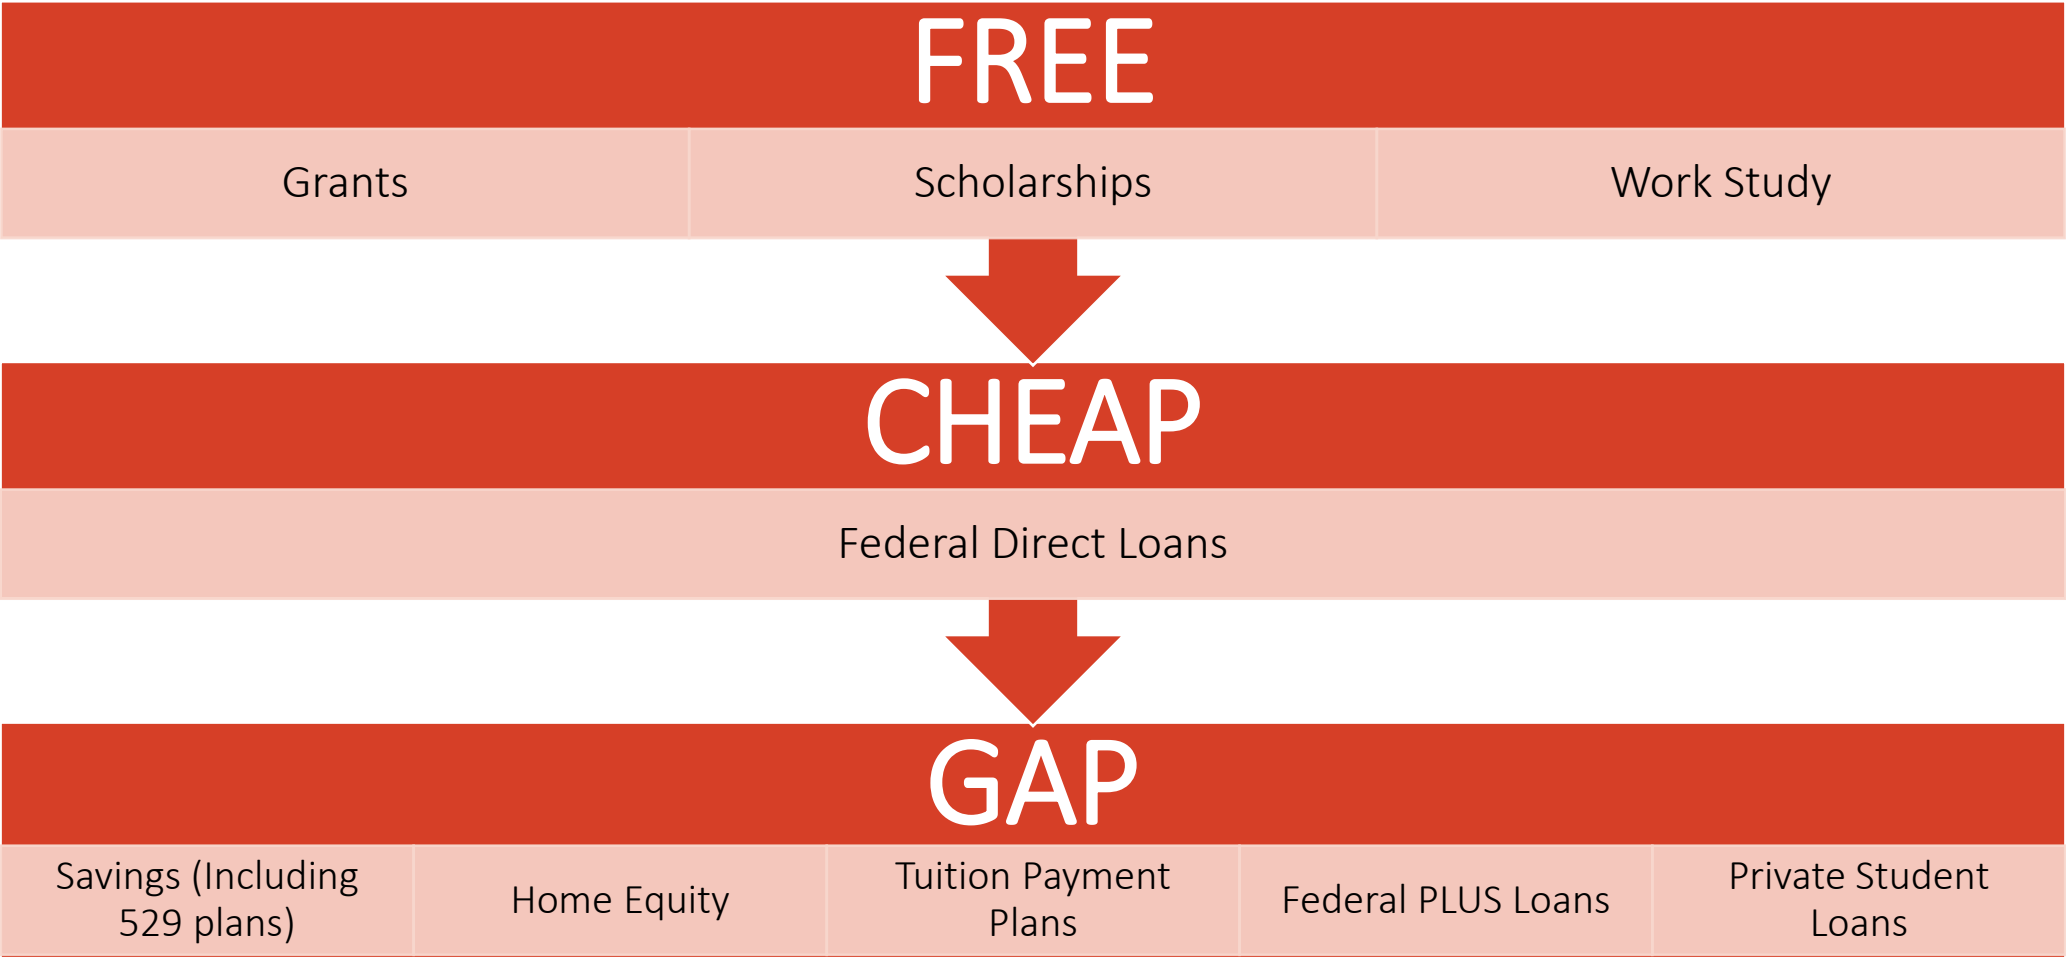 FREE
Grants
Scholarships
Work Study
CHEAP
Federal Direct Loans
GAP
Savings (Including
529 plans)
Home Equity
Tuition Payment
Plans
Federal PLUS Loans
Private Student
Loans